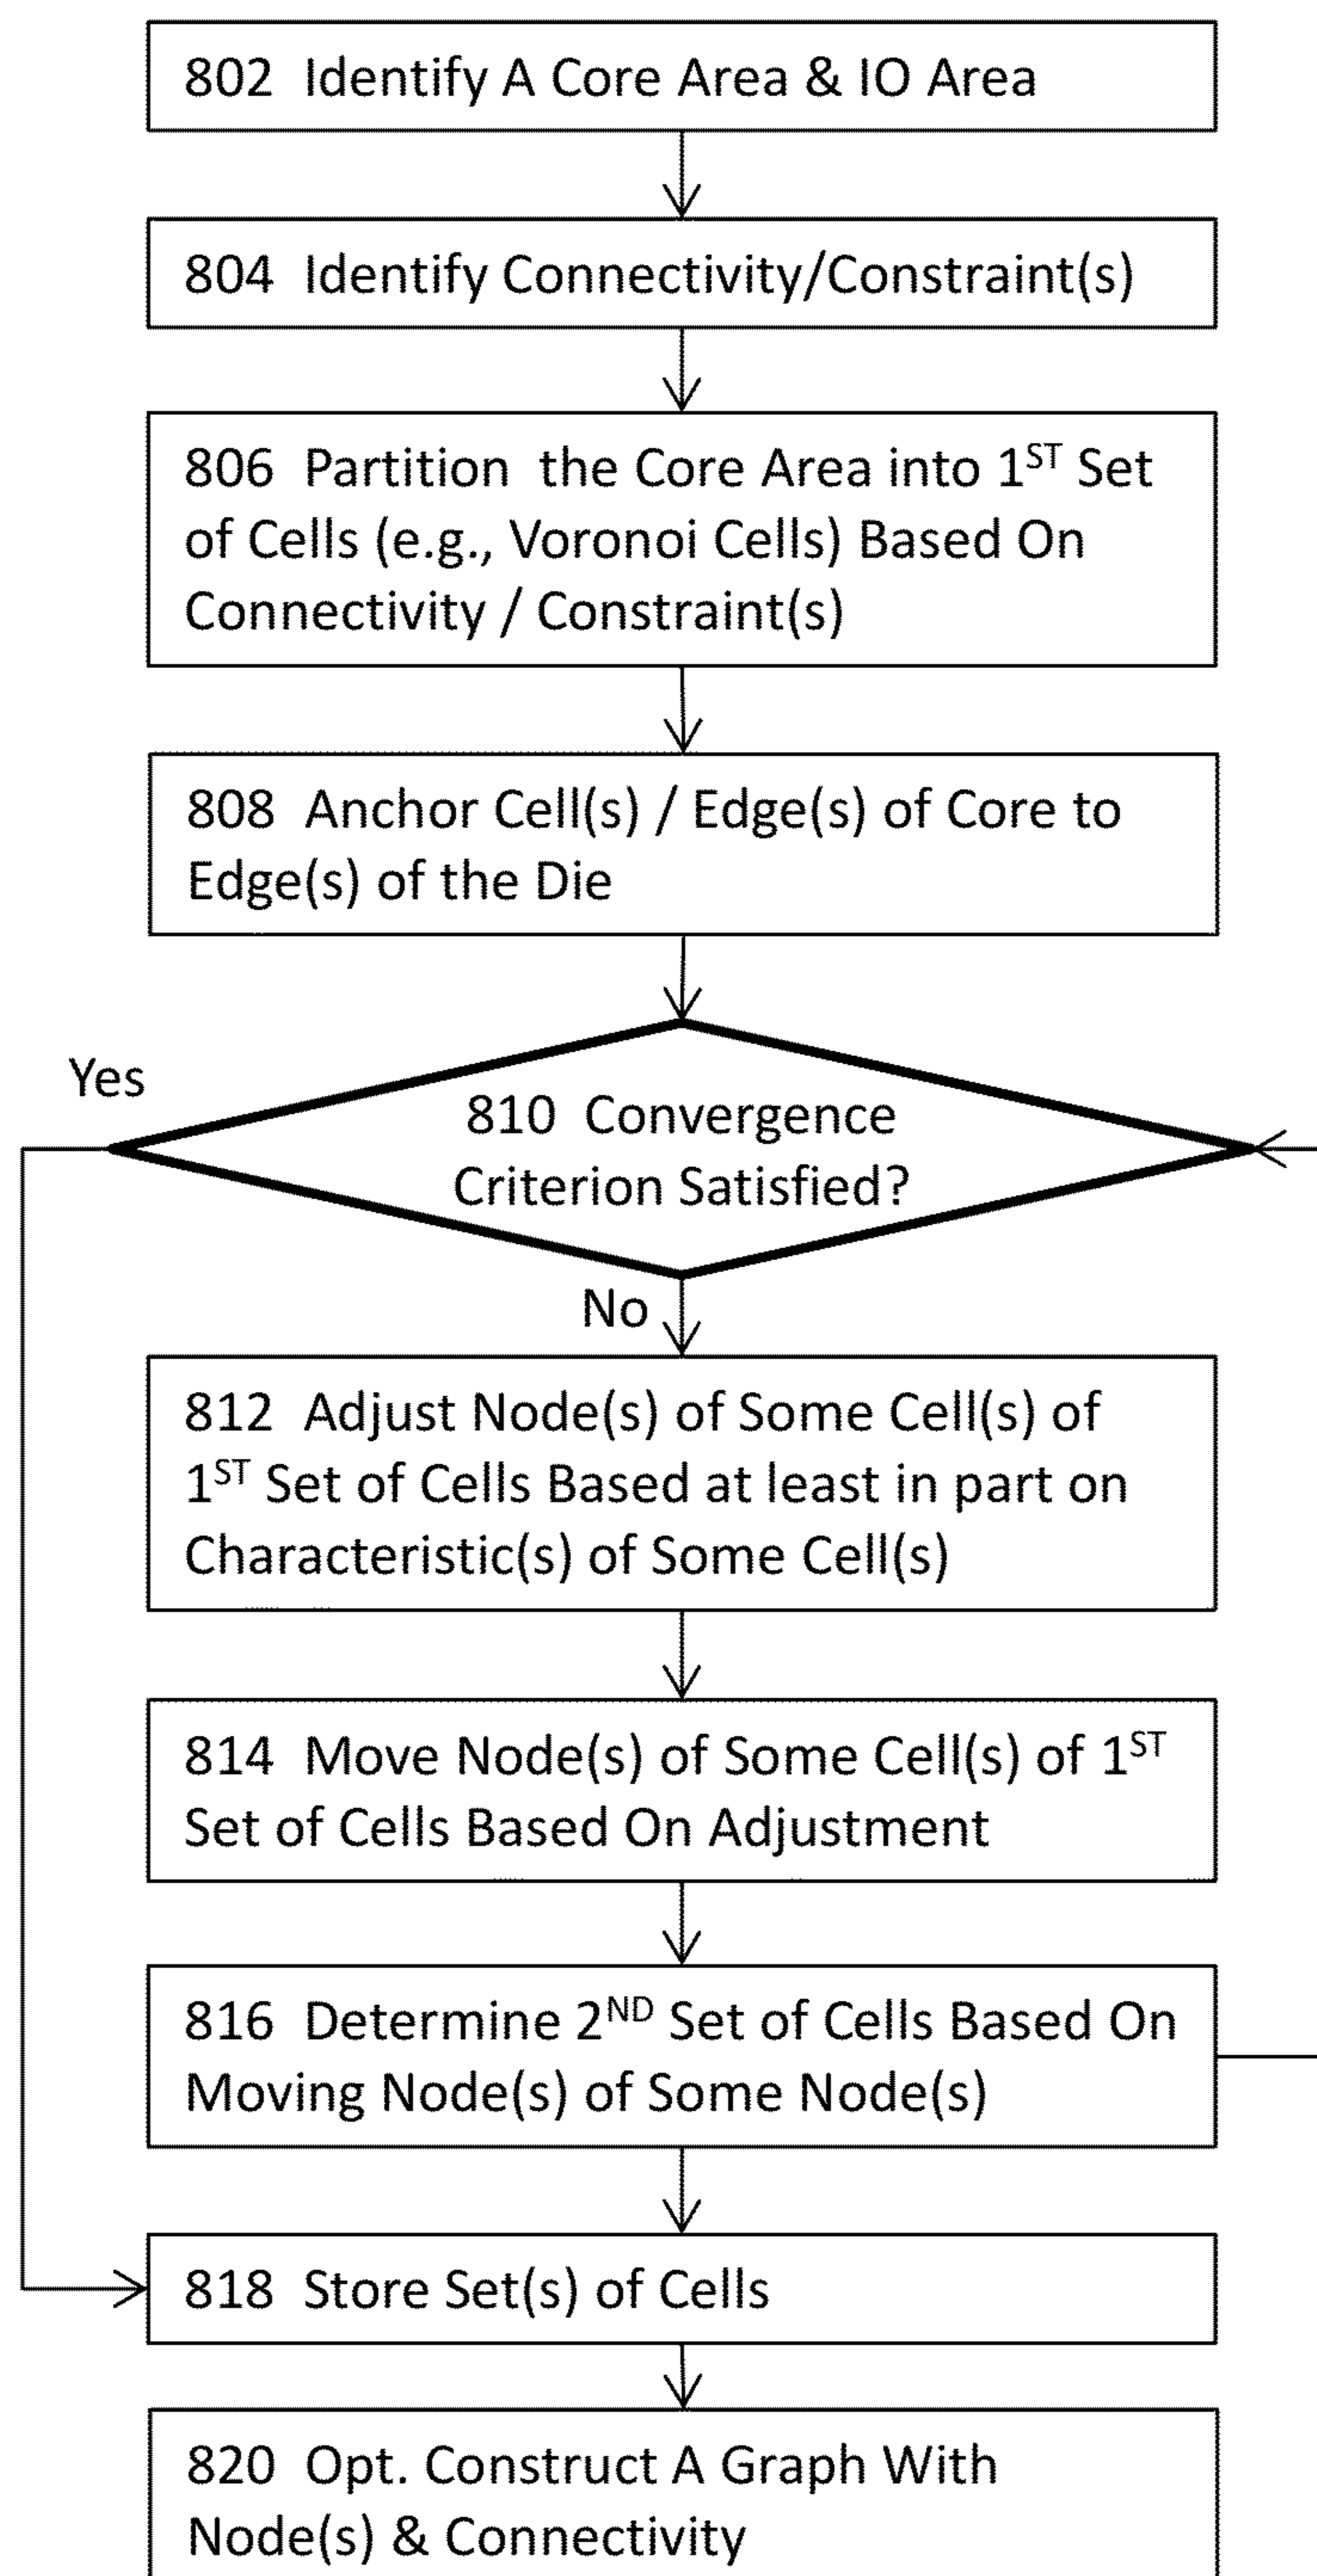 802 Identify A Core Area & IO Area
804 Identify Connectivity/Constraint(s)
806 Partition the Core Area into 1ST Set
of Cells (e.g., Voronoi Cells) Based On
Connectivity / Constraint(s)
808 Anchor Cell(s) / Edge(s) of Core to
Edge(s) of the Die
Yes
810 Convergence
Criterion Satisfied?
No
812 Adjust Node(s) of Some Cell(s) of
1ST Set of Cells Based at least in part on
Characteristic(s) of Some Cell(s)
814 Move Node(s) of Some Cell(s) of 1ST
Set of Cells Based On Adjustment
816 Determine 2ND Set of Cells Based On
Moving Node(s) of Some Node(s)
818 Store Set(s) of Cells
820 Opt. Construct A Graph With
Node(s) & Connectivity